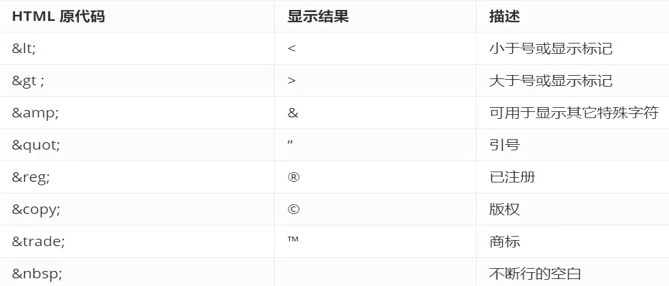 HTML 原代码 显示结果 描述
&lt; < 小于号或显示标记
&gt ; > 大于号或显示标记
&amp; & 可用于显示其它特殊字符
&quot; “ 引号
&reg; ® 已注册
&copy; © 版权
&trade; ™ 商标
&nbsp; 不断行的空白